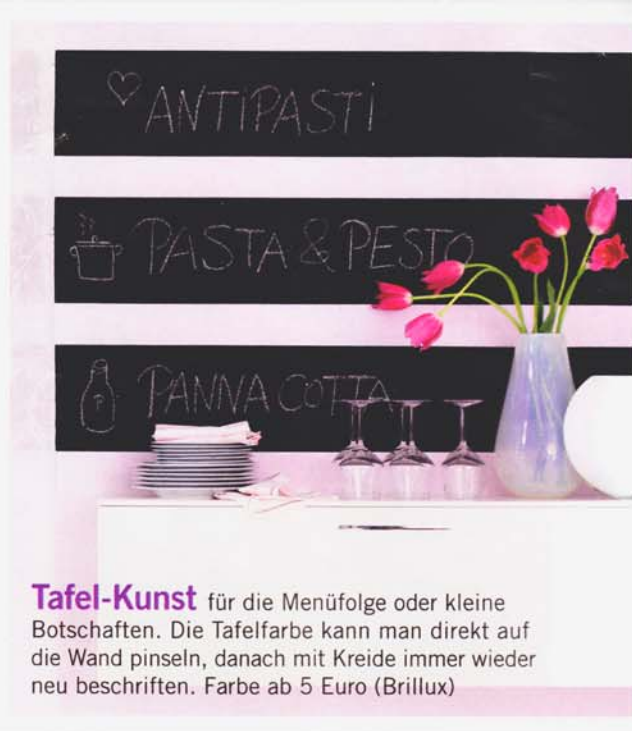 ANTiPASTi
PASTA & PESTO
PANNA COTTA
Tafel-Kunst für die Menüfolge oder kleine
Botschaften. Die Tafelfarbe kann man direkt auf
die Wand pinseln, danach mit Kreide immer wieder
neu beschriften. Farbe ab 5 Euro (Brillux)